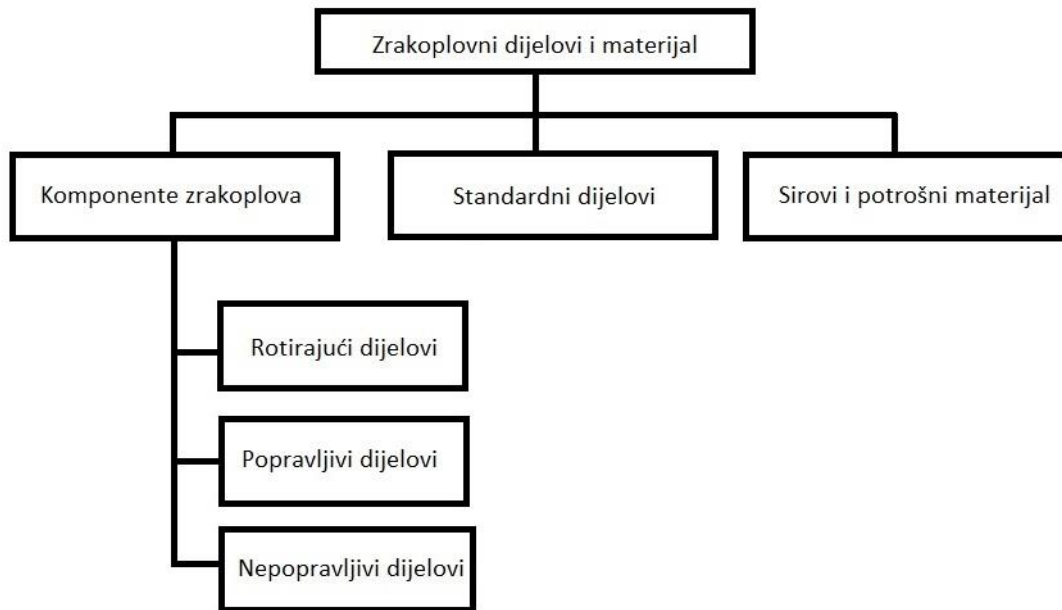 Zrakoplovni dijelovi i materijal
Komponente zrakoplova
Standardni dijelovi
Sirovi i potrošni materijal
Rotirajući dijelovi
Popravljivi dijelovi
Nepopravljivi dijelovi